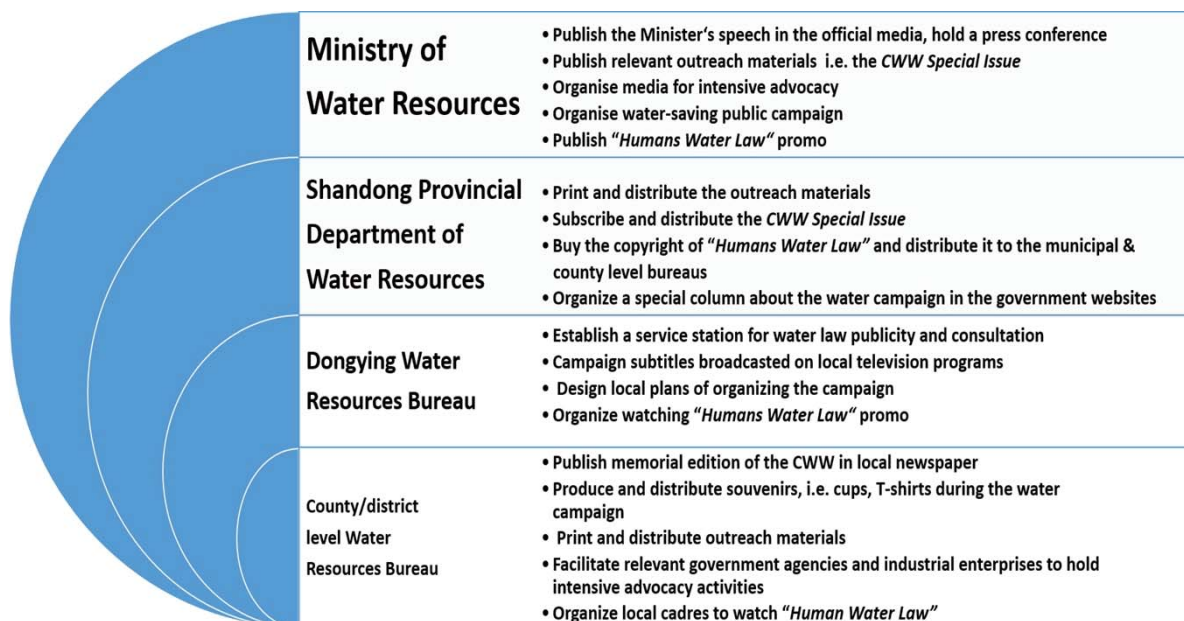 Ministry of
Water Resources
• Publish the Minister‘s speech in the official media, hold a press conference
• Publish relevant outreach materials i.e. the CWW Special Issue
• Organise media for intensive advocacy
• Organise water-saving public campaign
• Publish “Humans Water Law“ promo
Shandong Provincial
Department of
Water Resources
• Print and distribute the outreach materials
• Subscribe and distribute the CWW Special Issue
• Buy the copyright of “Humans Water Law” and distribute it to the municipal &
county level bureaus
• Organize a special column about the water campaign in the government websites
Dongying Water
Resources Bureau
• Establish a service station for water law publicity and consultation
• Campaign subtitles broadcasted on local television programs
• Design local plans of organizing the campaign
• Organize watching “Humans Water Law“ promo
County/district
level Water
Resources Bureau
• Publish memorial edition of the CWW in local newspaper
• Produce and distribute souvenirs, i.e. cups, T-shirts during the water
campaign
• Print and distribute outreach materials
• Facilitate relevant government agencies and industrial enterprises to hold
intensive advocacy activities
• Organize local cadres to watch “Human Water Law”